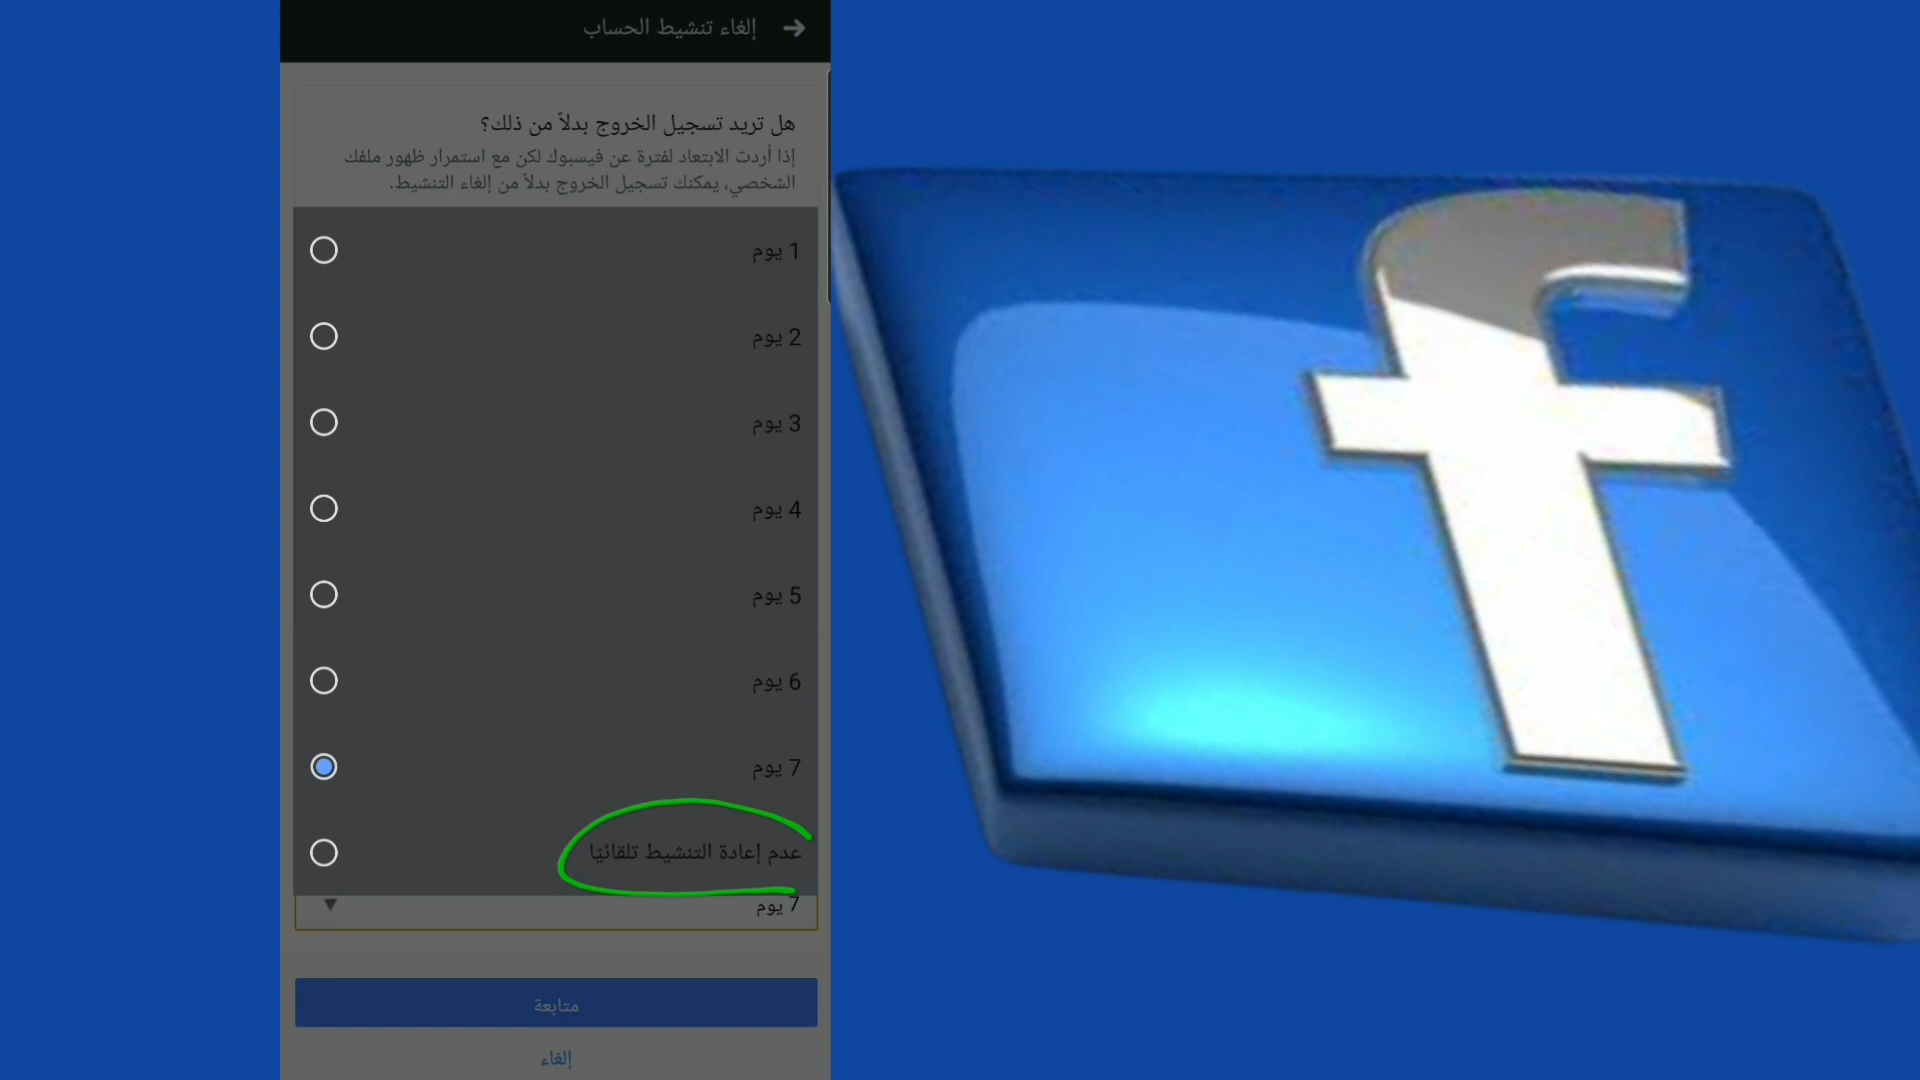 إلغاء تنشيط الحساب
هل تريد تسجيل الخروج بدلاً من ذلك؟
إذا أردت الابتعاد لفترة عن فيسبوك لكن مع استمرار ظهور ملفك
الشخصي، يمكنك تسجيل الخروج بدلاً من إلغاء التنشيط.
1 يوم
2 يوم
3 يوم
4 يوم
5 يوم
6 يوم
7 يوم
عدم إعادة التنشيط تلقائيًا
7 يوم
متابعة
إلغاء
f